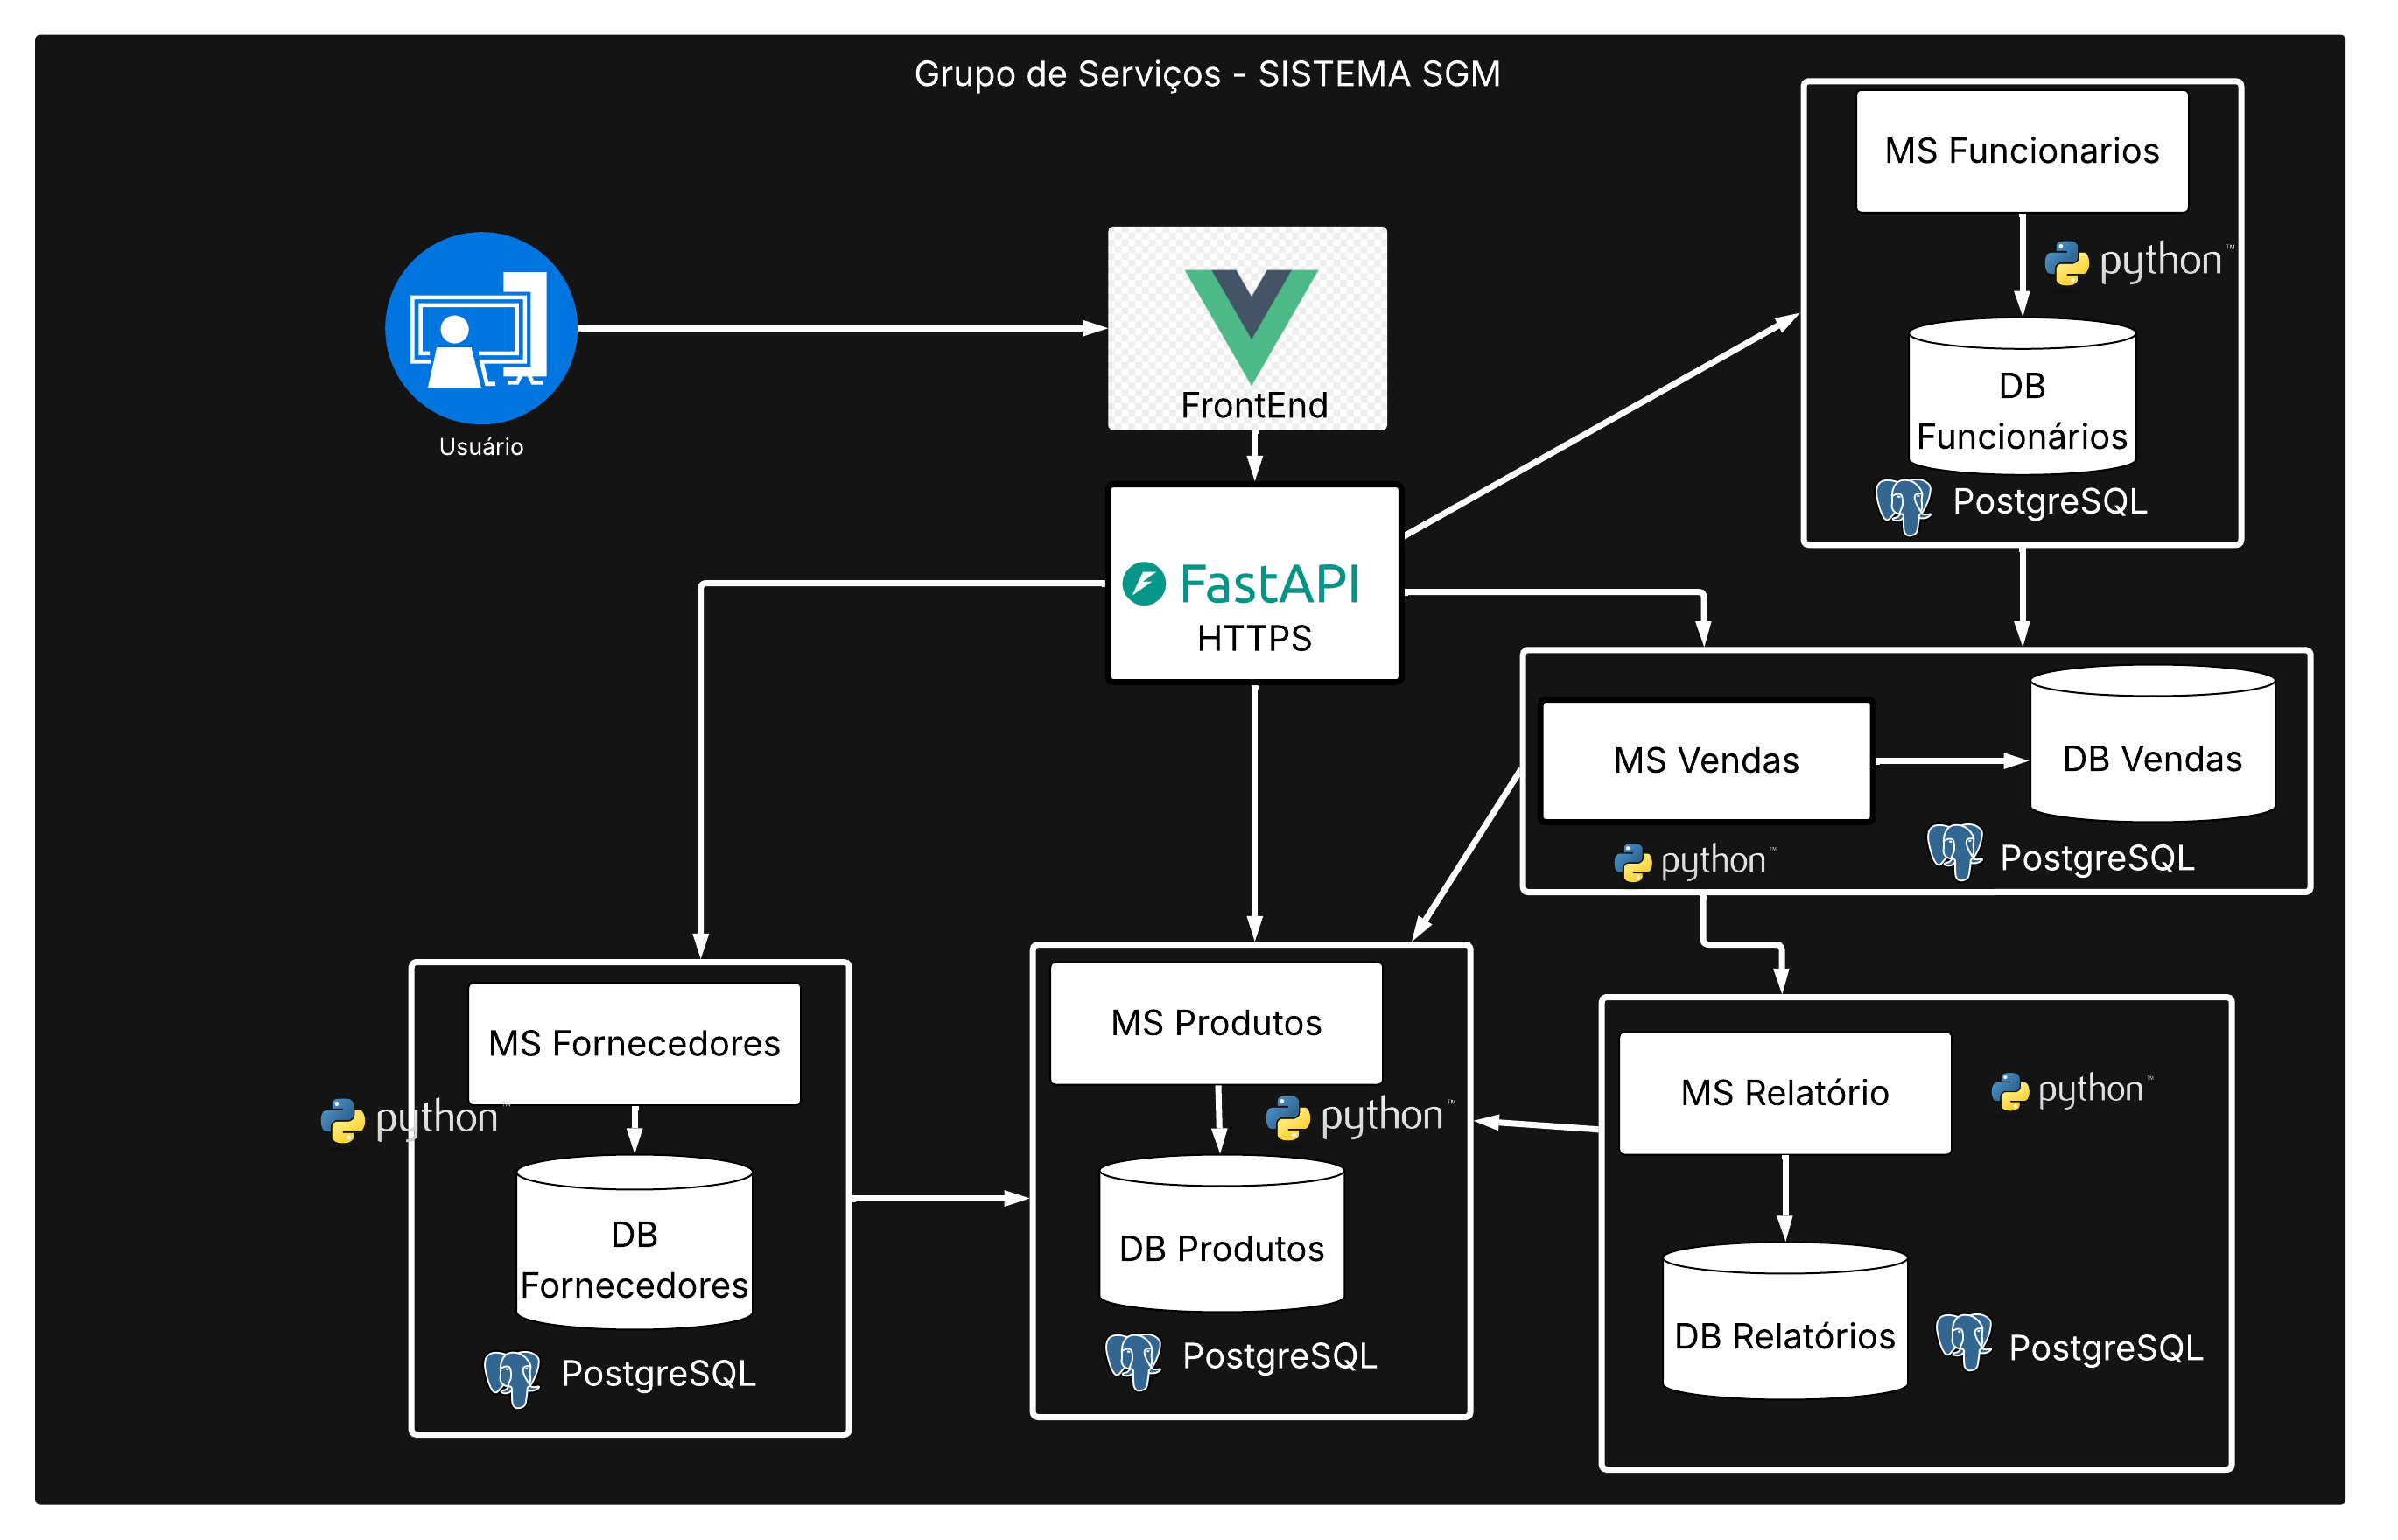 Grupo de Serviços - SISTEMA SGM
MS Funcionarios
python™
DB
Funcionários
PostgreSQL
Usuário
FrontEnd
FastAPI
HTTPS
MS Vendas
DB Vendas
python™
PostgreSQL
MS Fornecedores
python™
DB
Fornecedores
PostgreSQL
MS Produtos
python™
DB Produtos
PostgreSQL
MS Relatório
python™
DB Relatórios
PostgreSQL